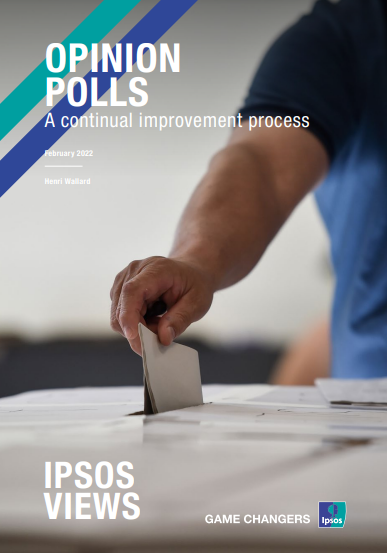 OPINION
POLLS
A continual improvement process
February 2022
Henri Wallard
IPSOS
VIEWS
GAME CHANGERS
Ipsos